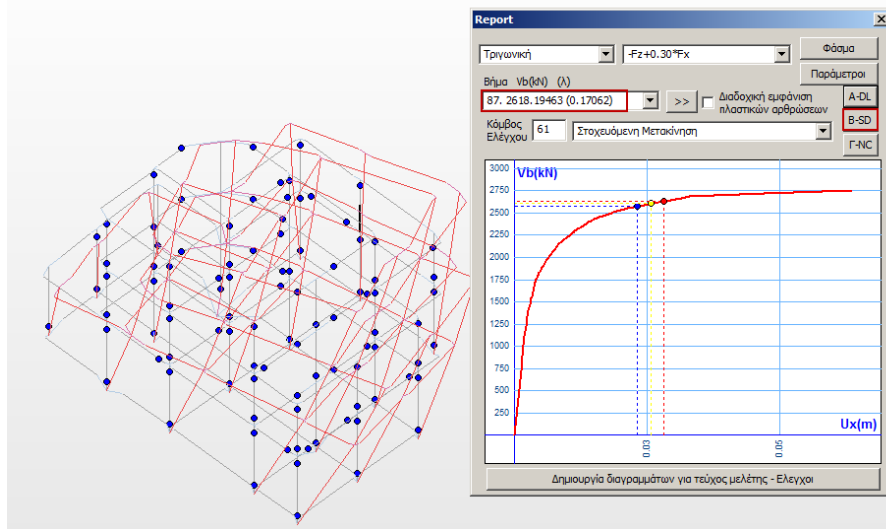 Report
Τριγωνική
-Fz+0.30*Fx
Φάσμα
Παράμετροι
Βήμα Vb(kN) (λ)
87. 2618.19463 (0.17062)
>>
Διαδοχική εμφάνιση
πλαστικών αρθρώσεων
A-DL
B-SD
Γ-NC
Κόμβος
Ελέγχου
61
Στοχευόμενη Μετακίνηση
Vb(kN)
3000
2750
2500
2250
2000
1750
1500
1250
1000
750
500
250
Ux(m)
0.03
0.05
Δημιουργία διαγραμμάτων για τεύχος μελέτης - Ελεγχοι